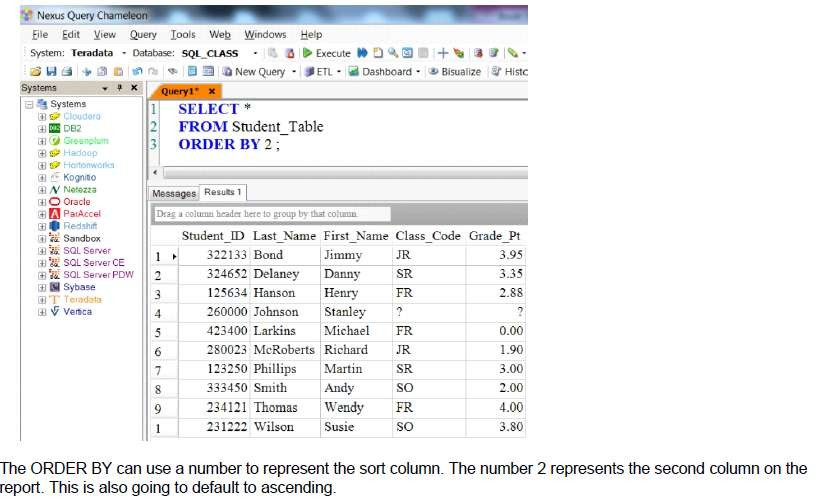 Nexus Query Chameleon
File Edit View Query Tools Web Windows Help
System: Teradata Database: SQL_CLASS Execute
New Query ETL Dashboard Bisualize Histo
Systems
Query1* x
Systems
Cloudera
DB2
Greenplum
Hadoop
Hortonworks
Kognitio
Netezza
Oracle
ParAccel
Redshift
Sandbox
SQL Server
SQL Server CE
SQL Server PDW
Sybase
Teradata
Vertica
1 SELECT *
2 FROM Student_Table
3 ORDER BY 2 ;
Messages Results 1
Drag a column header here to group by that column.
Student_ID Last_Name First_Name Class_Code Grade_Pt
1 322133 Bond Jimmy JR 3.95
2 324652 Delaney Danny SR 3.35
3 125634 Hanson Henry FR 2.88
4 260000 Johnson Stanley ? ?
5 423400 Larkins Michael FR 0.00
6 280023 McRoberts Richard JR 1.90
7 123250 Phillips Martin SR 3.00
8 333450 Smith Andy SO 2.00
9 234121 Thomas Wendy FR 4.00
1 231222 Wilson Susie SO 3.80
The ORDER BY can use a number to represent the sort column. The number 2 represents the second column on the
report. This is also going to default to ascending.